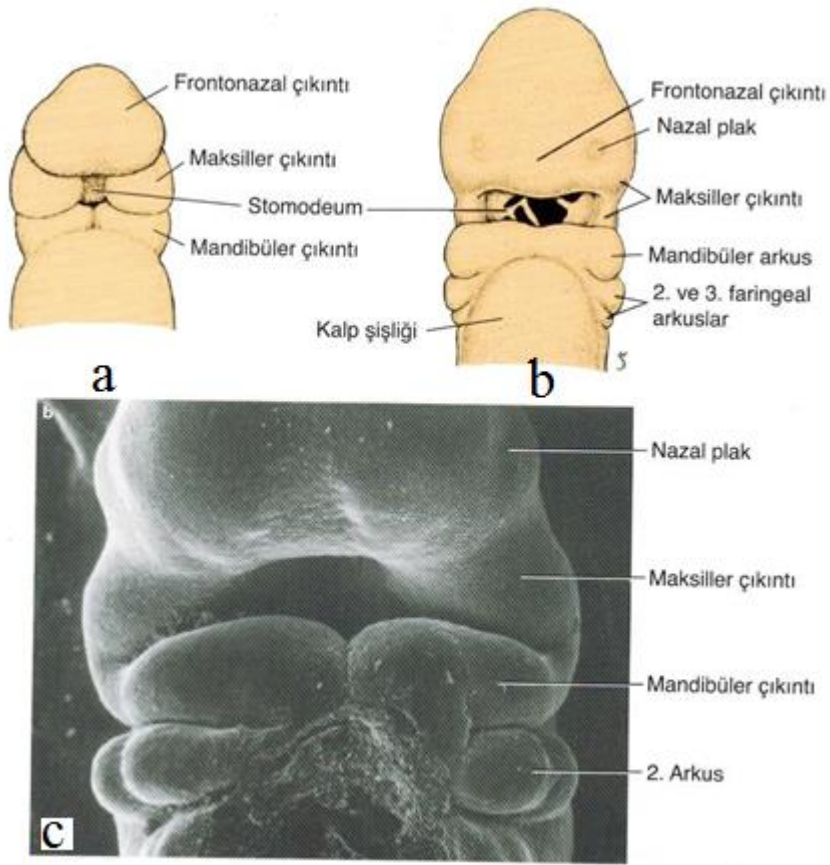 Frontonazal çıkıntı
Maksiller çıkıntı
Stomodeum
Mandibüler çıkıntı
a
Frontonazal çıkıntı
Nazal plak
Maksiller çıkıntı
Mandibüler arkus
2. ve 3. faringeal
arkuslar
Kalp şişliği
b
Nazal plak
Maksiller çıkıntı
Mandibüler çıkıntı
2. Arkus
c